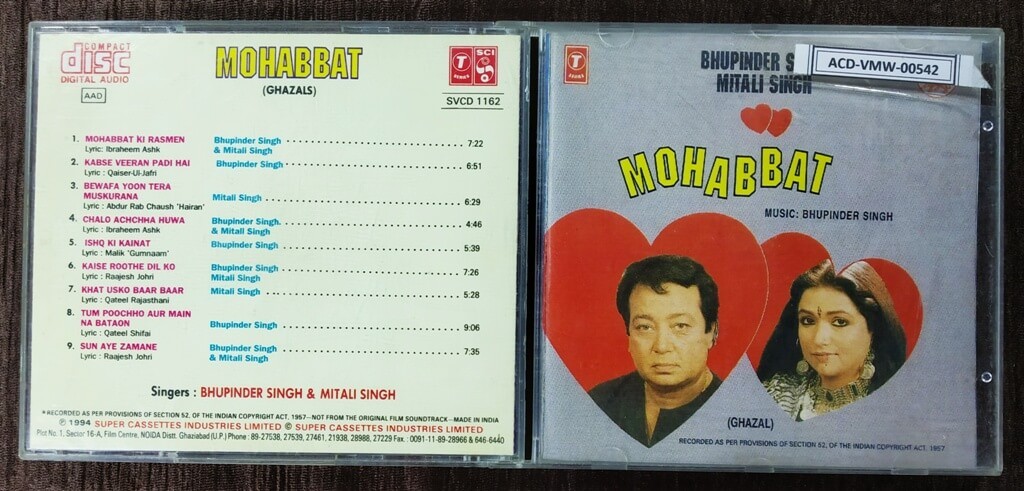 COMPACT
disc
DIGITAL AUDIO
AAD
MOHABBAT
(GHAZALS)
T
SERIES
SCI
SVCD 1162
1. MOHABBAT KI RASMEN Bhupinder Singh
Lyric: Ibraheem Ashk & Mitali Singh 7:22
2. KABSE VEERAN PADI HAI Bhupinder Singh 6:51
Lyric : Qaiser-Ul-Jafri
3. BEWAFA YOON TERA
MUSKURANA Mitali Singh 6:29
Lyric : Abdur Rab Chaush 'Hairan'
4. CHALO ACHCHHA HUWA Bhupinder Singh. 4:46
Lyric : Ibraheem Ashk & Mitali Singh
5. ISHQ KI KAINAT Bhupinder Singh 5:39
Lyric : Malik 'Gumnaam'
6. KAISE ROOTHE DIL KO Bhupinder Singh 7:26
Lyric : Raajesh Johri Mitali Singh
7. KHAT USKO BAAR BAAR Mitali Singh 5:28
Lyric : Qateel Rajasthani
8. TUM POOCHHO AUR MAIN
NA BATAON Bhupinder Singh 9:06
Lyric : Qateel Shifai
9. SUN AYE ZAMANE Bhupinder Singh 7:35
Lyric : Raajesh Johri & Mitali Singh
Singers : BHUPINDER SINGH & MITALI SINGH
*RECORDED AS PER PROVISIONS OF SECTION 52, OF THE INDIAN COPYRIGHT ACT, 1957—NOT FROM THE ORIGINAL FILM SOUNDTRACK—MADE IN INDIA
℗ 1994 SUPER CASSETTES INDUSTRIES LIMITED © SUPER CASSETTES INDUSTRIES LIMITED
Plot No. 1, Sector 16-A, Film Centre, NOIDA Distt. Ghaziabad (U.P.) Phone : 89-27538, 27539, 27461, 21938, 28988, 27229 Fax : 0091-11-89-28966 & 646-6440
T
SERIES
BHUPINDER S
MITALI SINGH
ACD-VMW-00542
MOHABBAT
MUSIC: BHUPINDER SINGH
(GHAZAL)
RECORDED AS PER PROVISIONS OF SECTION 52, OF THE INDIAN COPYRIGHT ACT, 1957